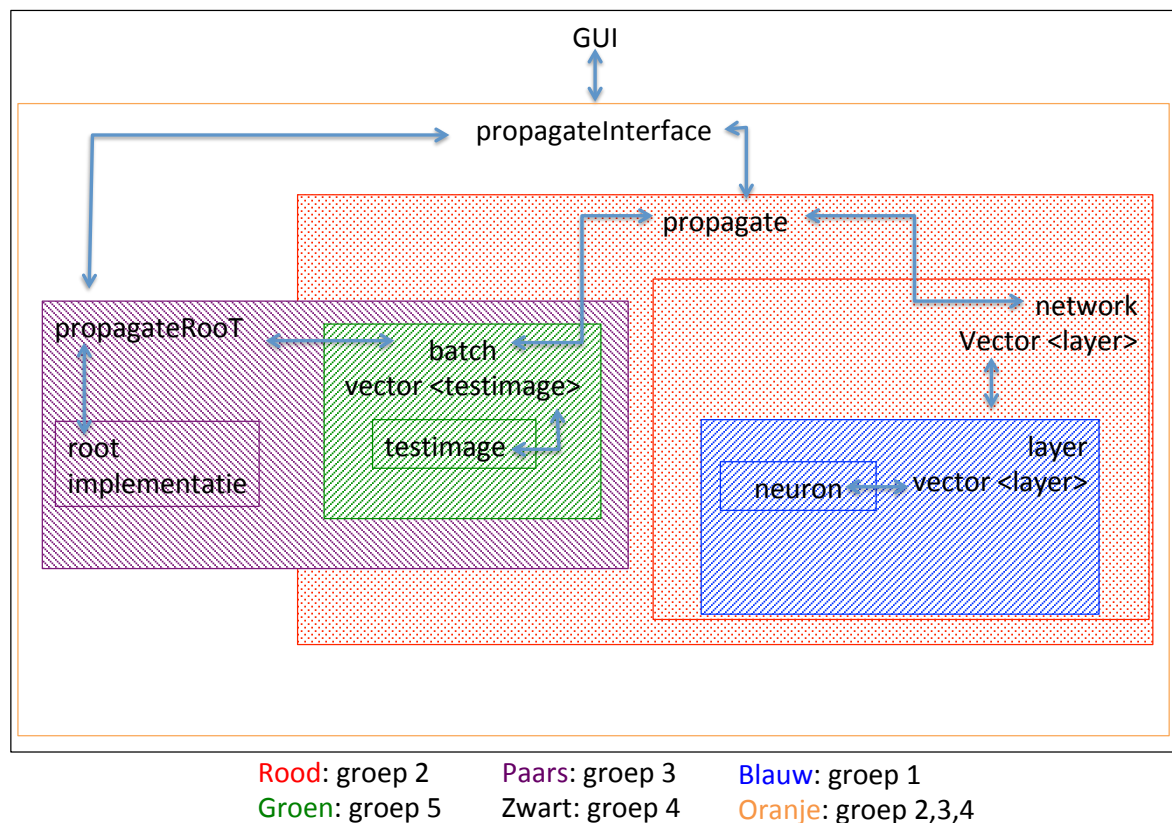 GUI
propagateInterface
propagate
propagateRooT
network
Vector <layer>
batch
vector <testimage>
testimage
root
implementatie
layer
vector <layer>
neuron
Rood: groep 2
Paars: groep 3
Blauw: groep 1
Groen: groep 5
Zwart: groep 4
Oranje: groep 2,3,4